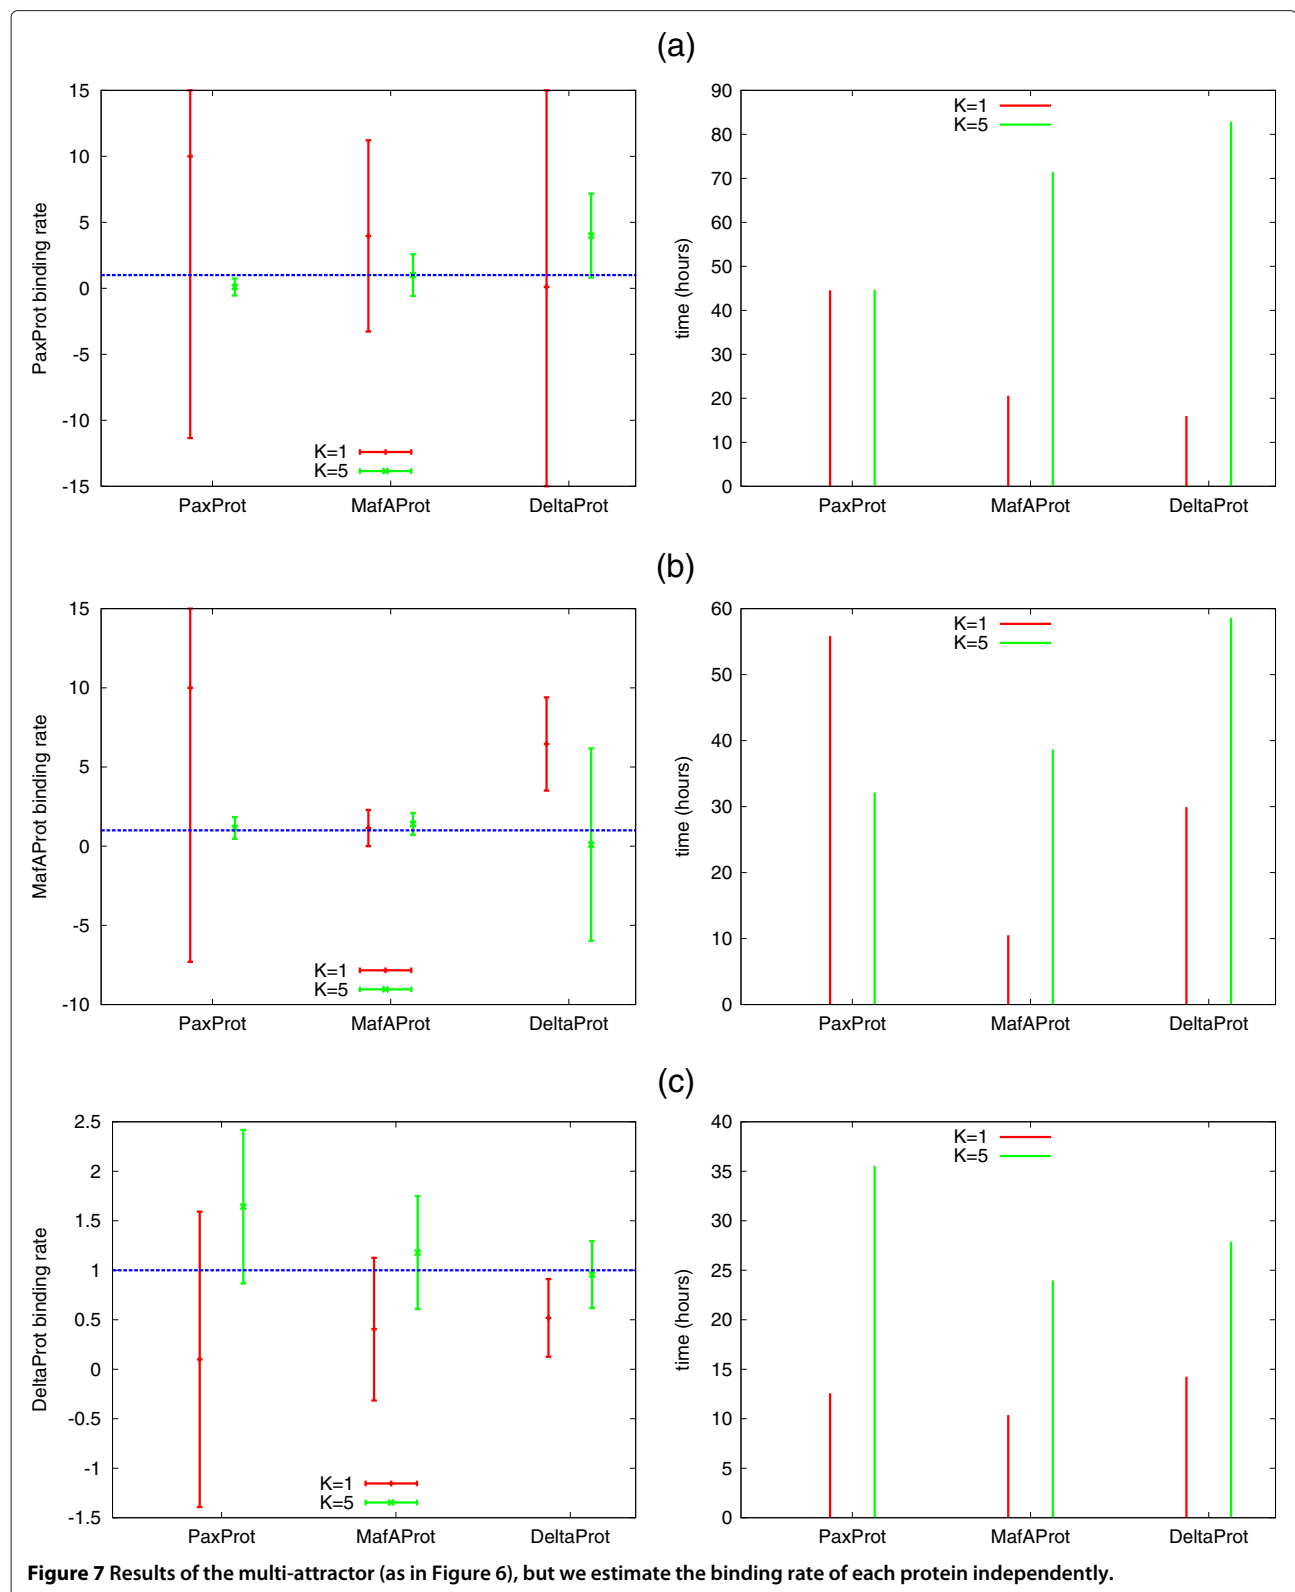 (a)
15
10
5
0
-5
-10
-15
PaxProt binding rate
K=1
K=5
PaxProt MafAProt DeltaProt
90
80
70
60
50
40
30
20
10
0
time (hours)
K=1
K=5
PaxProt MafAProt DeltaProt
(b)
15
10
5
0
-5
-10
MafAProt binding rate
K=1
K=5
PaxProt MafAProt DeltaProt
60
50
40
30
20
10
0
time (hours)
K=1
K=5
PaxProt MafAProt DeltaProt
(c)
2.5
2
1.5
1
0.5
0
-0.5
-1
-1.5
DeltaProt binding rate
K=1
K=5
PaxProt MafAProt DeltaProt
40
35
30
25
20
15
10
5
0
time (hours)
K=1
K=5
PaxProt MafAProt DeltaProt
Figure 7 Results of the multi-attractor (as in Figure 6), but we estimate the binding rate of each protein independently.